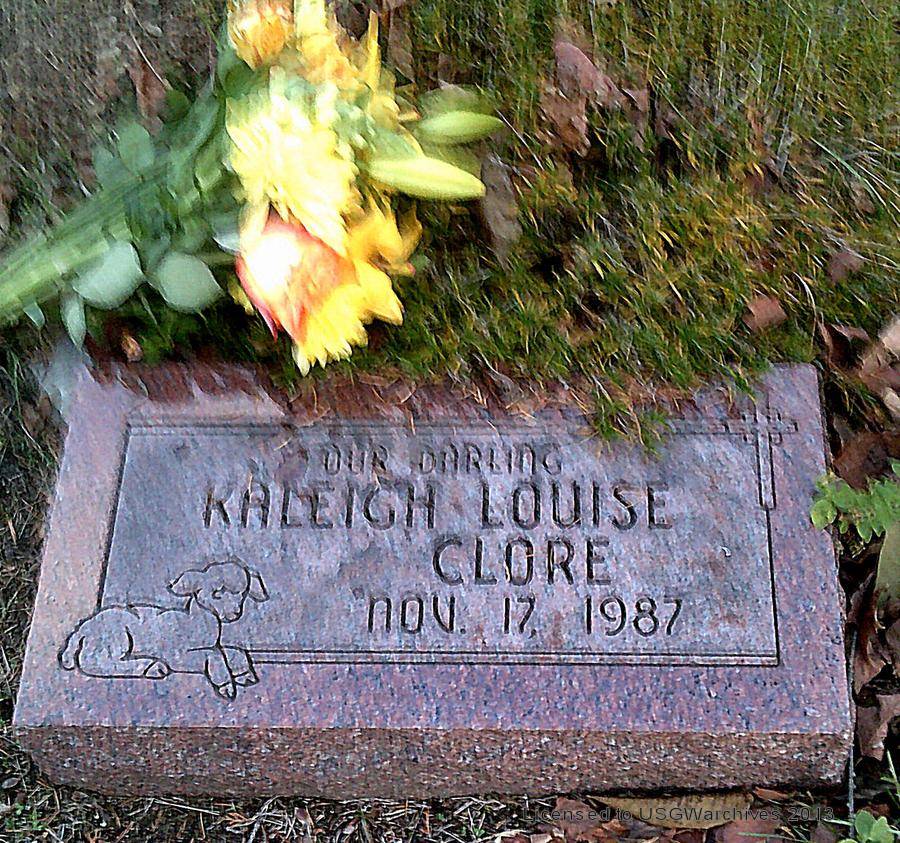 OUR DARLING
KALEIGH LOUISE
CLORE
NOV. 17, 1987
Licensed to USGWarchives 2013